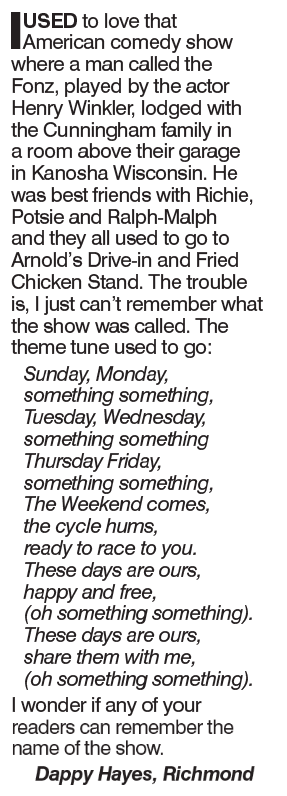 I USED to love that
American comedy show
where a man called the
Fonz, played by the actor
Henry Winkler, lodged with
the Cunningham family in
a room above their garage
in Kanosha Wisconsin. He
was best friends with Richie,
Potsie and Ralph-Malph
and they all used to go to
Arnold's Drive-in and Fried
Chicken Stand. The trouble
is, I just can't remember what
the show was called. The
theme tune used to go:
Sunday, Monday,
something something,
Tuesday, Wednesday,
something something
Thursday Friday,
something something,
The Weekend comes,
the cycle hums,
ready to race to you.
These days are ours,
happy and free,
(oh something something).
These days are ours,
share them with me,
(oh something something).
I wonder if any of your
readers can remember the
name of the show.
Dappy Hayes, Richmond